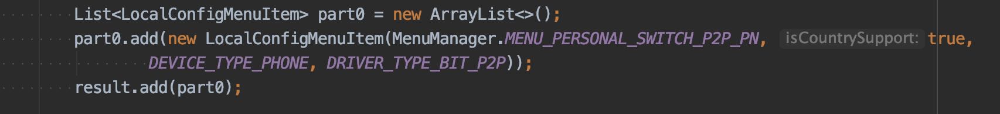 List<LocalConfigMenuItem> part0 = new ArrayList<>();
part0.add(new LocalConfigMenuItem(MenuManager.MENU_PERSONAL_SWITCH_P2P_PN, isCountrySupport: true,
DEVICE_TYPE_PHONE, DRIVER_TYPE_BIT_P2P));
result.add(part0);